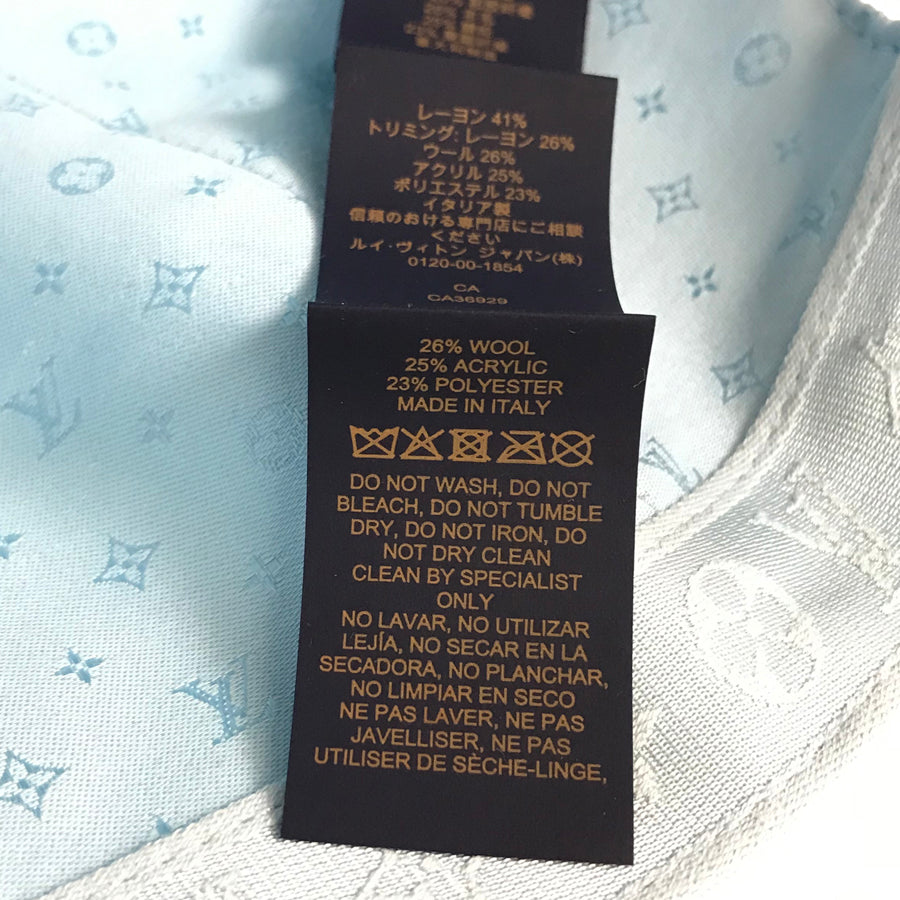 レーヨン 41%
トリミング: レーヨン 26%
ウール 26%
アクリル 25%
ポリエステル 23%
イタリア製
信頼のおける専門店にご相談
ください
ルイ・ヴィトン ジャパン(株)
0120-00-1854
CA
CA36929
26% WOOL
25% ACRYLIC
23% POLYESTER
MADE IN ITALY
DO NOT WASH, DO NOT
BLEACH, DO NOT TUMBLE
DRY, DO NOT IRON, DO
NOT DRY CLEAN
CLEAN BY SPECIALIST
ONLY
NO LAVAR, NO UTILIZAR
LEJÍA, NO SECAR EN LA
SECADORA, NO PLANCHAR,
NO LIMPIAR EN SECO
NE PAS LAVER, NE PAS
JAVELLISER, NE PAS
UTILISER DE SÈCHE-LINGE,